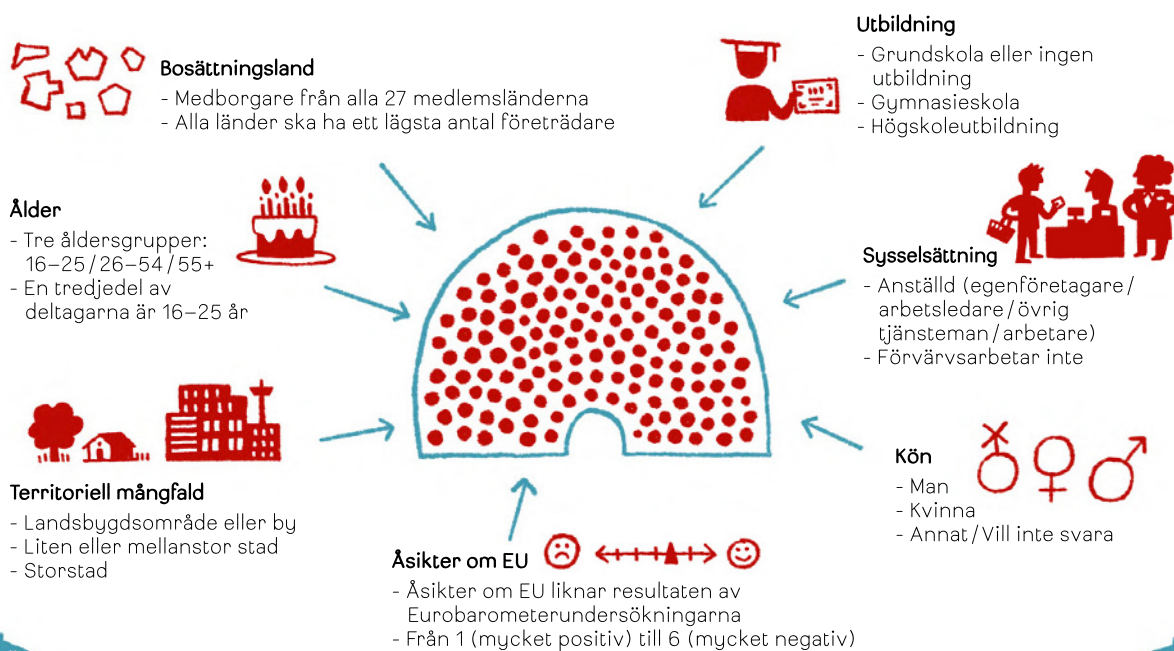 Bosättningsland
- Medborgare från alla 27 medlemsländerna
- Alla länder ska ha ett lägsta antal företrädare
Utbildning
- Grundskola eller ingen
utbildning
- Gymnasieskola
- Högskoleutbildning
Ålder
- Tre åldersgrupper:
16–25/26–54/55+
- En tredjedel av
deltagarna är 16–25 år
Sysselsättning
- Anställd (egenföretagare/
arbetsledare/övrig
tjänsteman/arbetare)
- Förvärvsarbetar inte
Territoriell mångfald
- Landsbygdsområde eller by
- Liten eller mellanstor stad
- Storstad
Kön
- Man
- Kvinna
- Annat/Vill inte svara
Åsikter om EU
- Åsikter om EU liknar resultaten av
Eurobarometerundersökningarna
- Från 1 (mycket positiv) till 6 (mycket negativ)